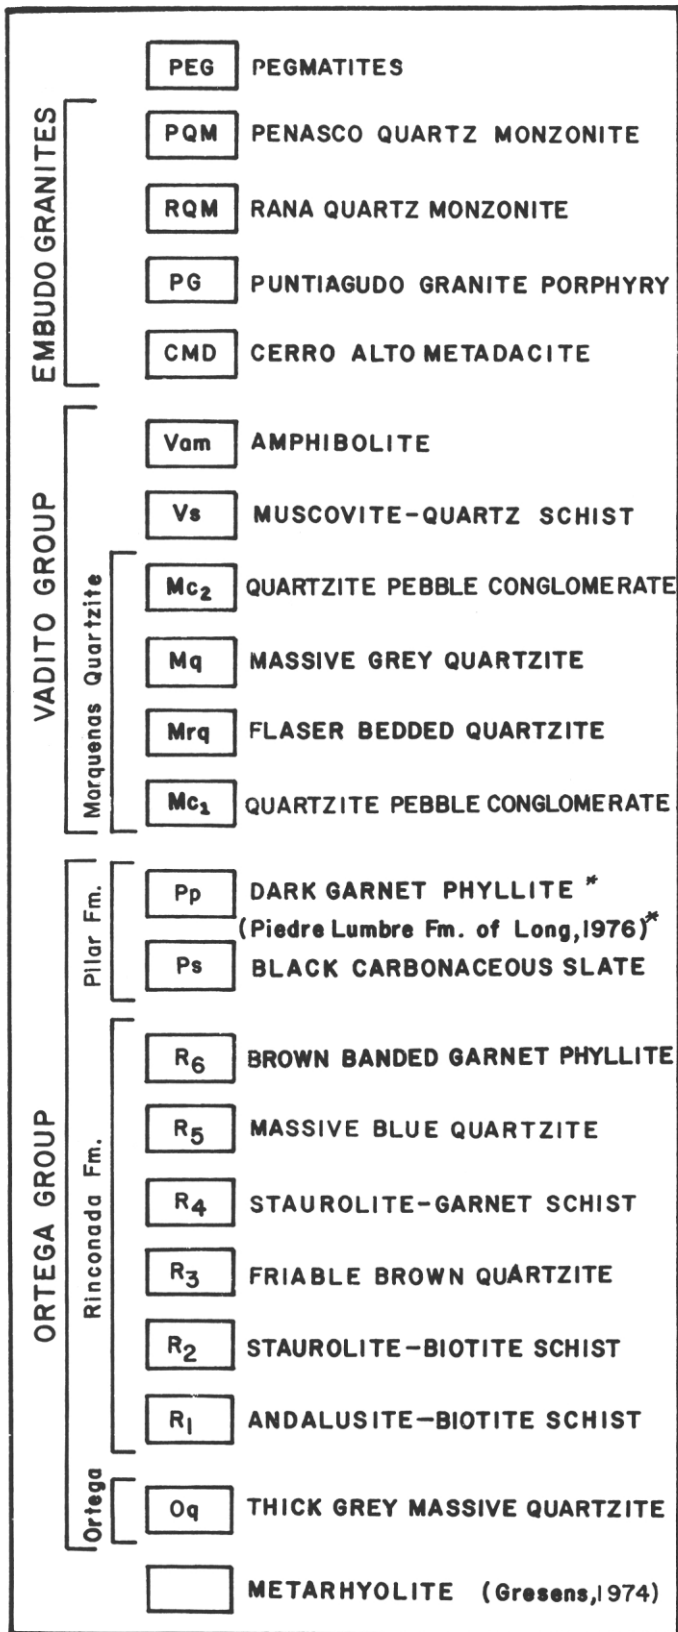 PEG PEGMATITES
EMBUDO GRANITES
PQM PENASCO QUARTZ MONZONITE
RQM RANA QUARTZ MONZONITE
PG PUNTIAGUDO GRANITE PORPHYRY
CMD CERRO ALTO METADACITE
VADITO GROUP
Vam AMPHIBOLITE
Vs MUSCOVITE-QUARTZ SCHIST
Marquenas Quartzite
Mc₂ QUARTZITE PEBBLE CONGLOMERATE
Mq MASSIVE GREY QUARTZITE
Mrq FLASER BEDDED QUARTZITE
Mc₁ QUARTZITE PEBBLE CONGLOMERATE
ORTEGA GROUP
Pilar Fm.
Pp DARK GARNET PHYLLITE *
(Piedre Lumbre Fm. of Long,1976)*
Ps BLACK CARBONACEOUS SLATE
Rinconada Fm.
R₆ BROWN BANDED GARNET PHYLLITE
R₅ MASSIVE BLUE QUARTZITE
R₄ STAUROLITE-GARNET SCHIST
R₃ FRIABLE BROWN QUARTZITE
R₂ STAUROLITE-BIOTITE SCHIST
R₁ ANDALUSITE-BIOTITE SCHIST
Ortega
Oq THICK GREY MASSIVE QUARTZITE
METARHYOLITE (Gresens,1974)